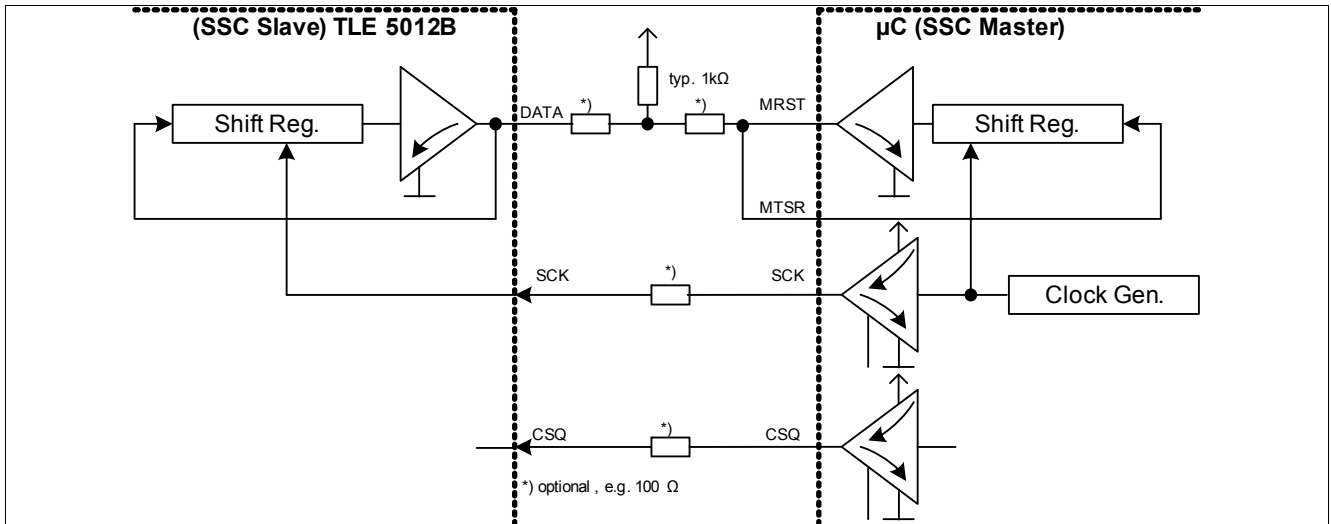 (SSC Slave) TLE 5012B
µC (SSC Master)
typ. 1kΩ
*)
*)
DATA
MRST
Shift Reg.
Shift Reg.
MTSR
SCK
*)
SCK
Clock Gen.
CSQ
*)
CSQ
*) optional , e.g. 100 Ω